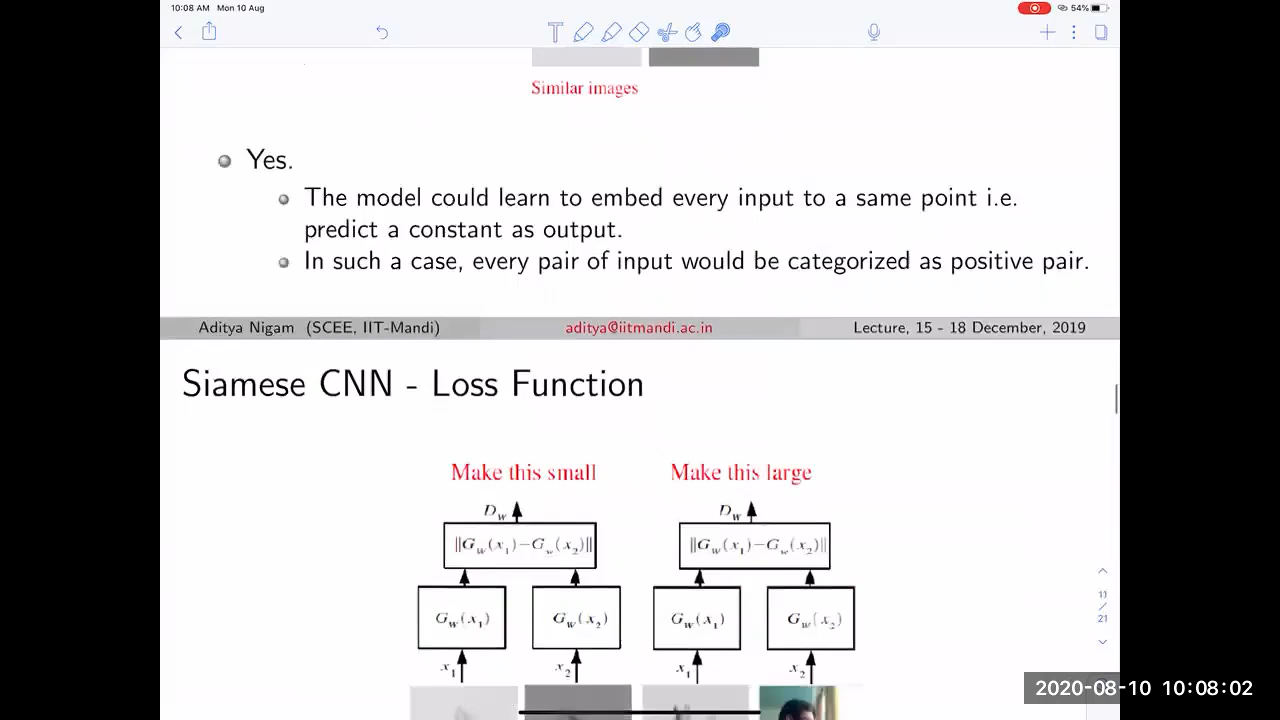 10:08 AM Mon 10 Aug
54%
Similar images
Yes.
The model could learn to embed every input to a same point i.e.
predict a constant as output.
In such a case, every pair of input would be categorized as positive pair.
Aditya Nigam (SCEE, IIT-Mandi) aditya@iitmandi.ac.in Lecture, 15 - 18 December, 2019
Siamese CNN - Loss Function
Make this small Make this large
D_W D_W
||G_W(x_1)-G_w(x_2)|| ||G_W(x_1)-G_w(x_2)||
G_W(x_1) G_W(x_2) G_W(x_1) G_W(x_2)
x_1 x_2 x_1 x_2
11
/
21
2020-08-10 10:08:02